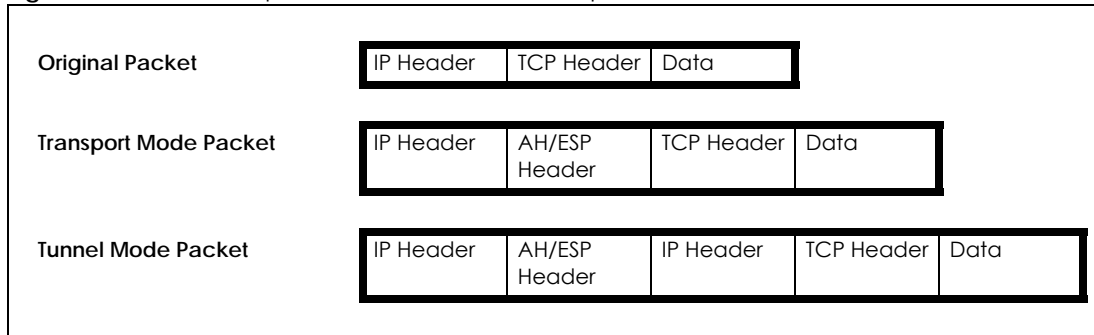 Original Packet IP Header TCP Header Data
Transport Mode Packet IP Header AH/ESP Header TCP Header Data
Tunnel Mode Packet IP Header AH/ESP Header IP Header TCP Header Data